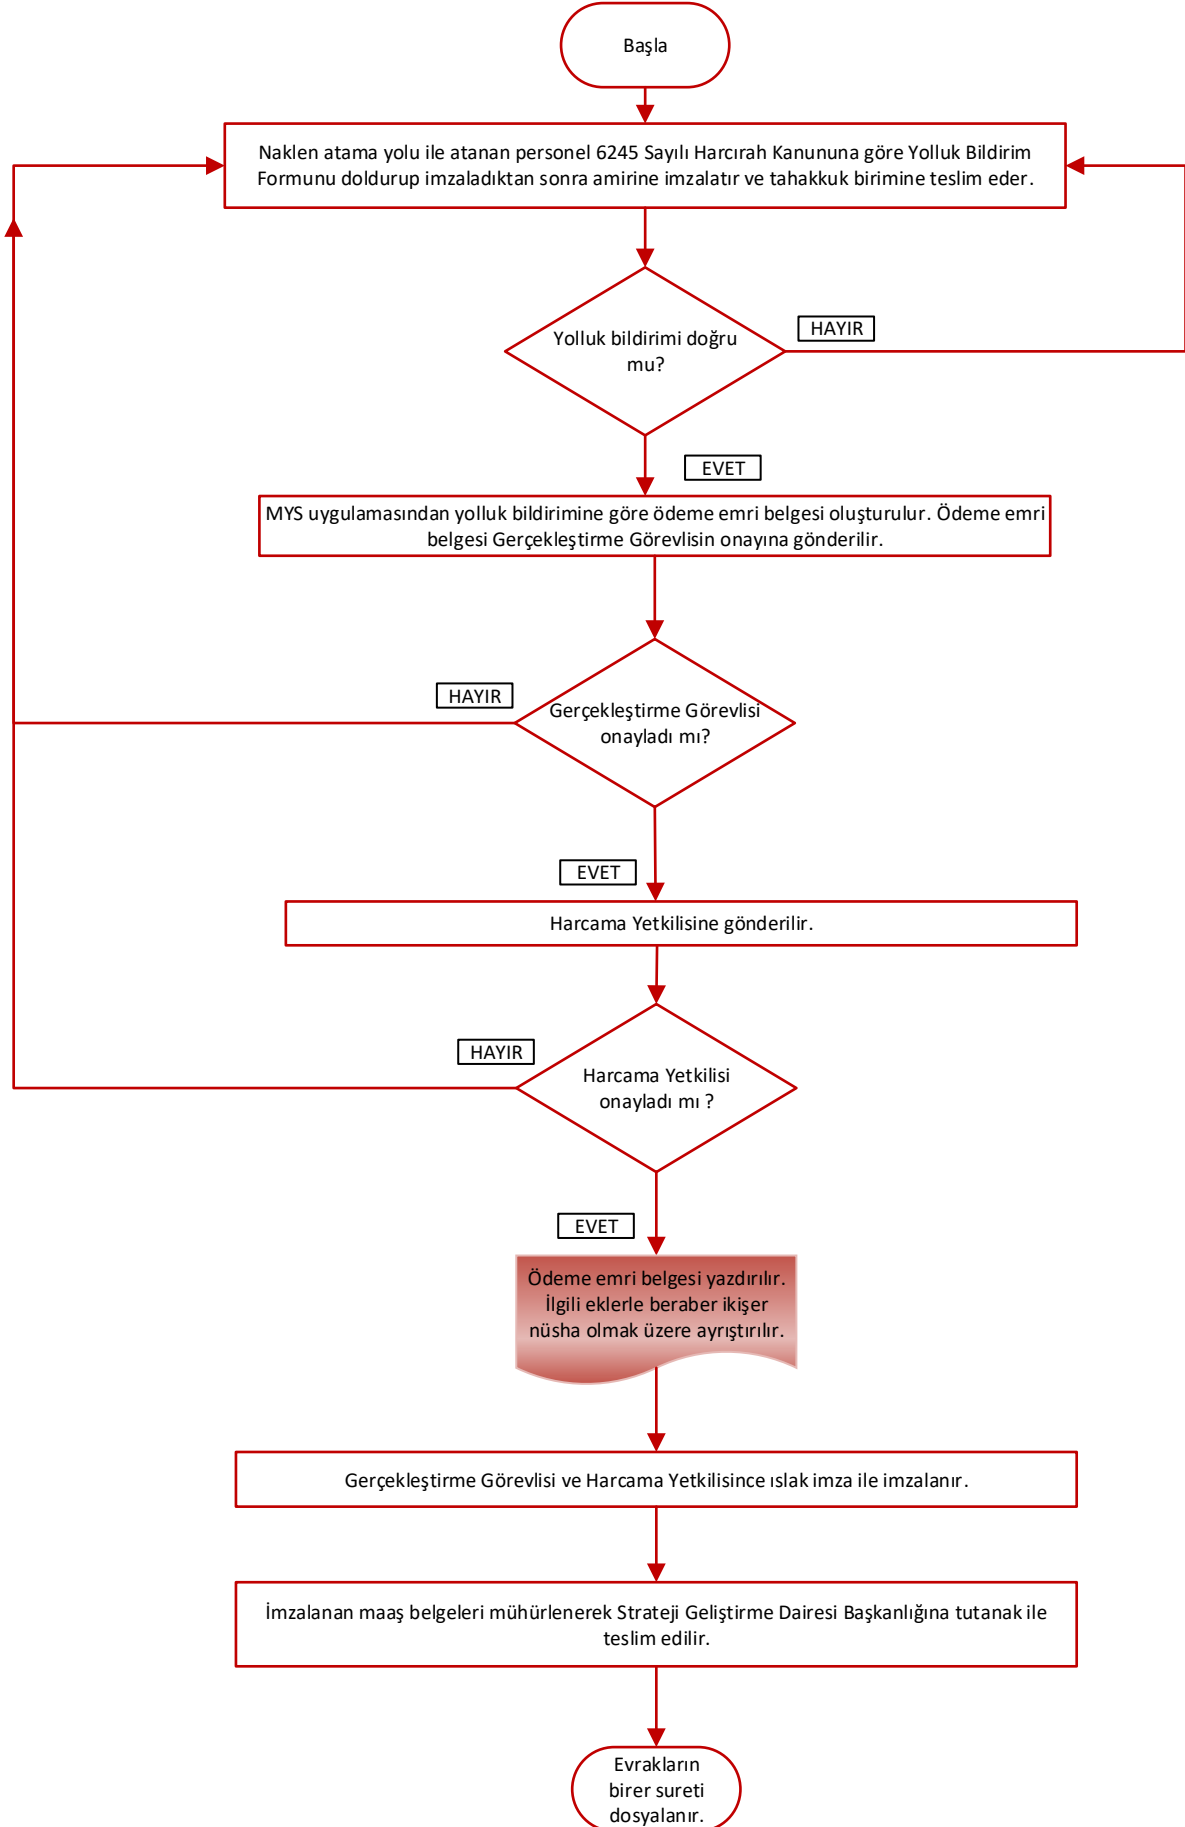 Başla
Naklen atama yolu ile atanan personel 6245 Sayılı Harcırah Kanununa göre Yolluk Bildirim
Formunu doldurup imzaladıktan sonra amirine imzalatır ve tahakkuk birimine teslim eder.
Yolluk bildirimi doğru
mu?
HAYIR
EVET
MYS uygulamasından yolluk bildirimine göre ödeme emri belgesi oluşturulur. Ödeme emri
belgesi Gerçekleştirme Görevlisin onayına gönderilir.
HAYIR
Gerçekleştirme Görevlisi
onayladı mı?
EVET
Harcama Yetkilisine gönderilir.
HAYIR
Harcama Yetkilisi
onayladı mı ?
EVET
Ödeme emri belgesi yazdırılır.
İlgili eklerle beraber ikişer
nüsha olmak üzere ayrıştırılır.
Gerçekleştirme Görevlisi ve Harcama Yetkilisince ıslak imza ile imzalanır.
İmzalanan maaş belgeleri mühürlenerek Strateji Geliştirme Dairesi Başkanlığına tutanak ile
teslim edilir.
Evrakların
birer sureti
dosyalanır.